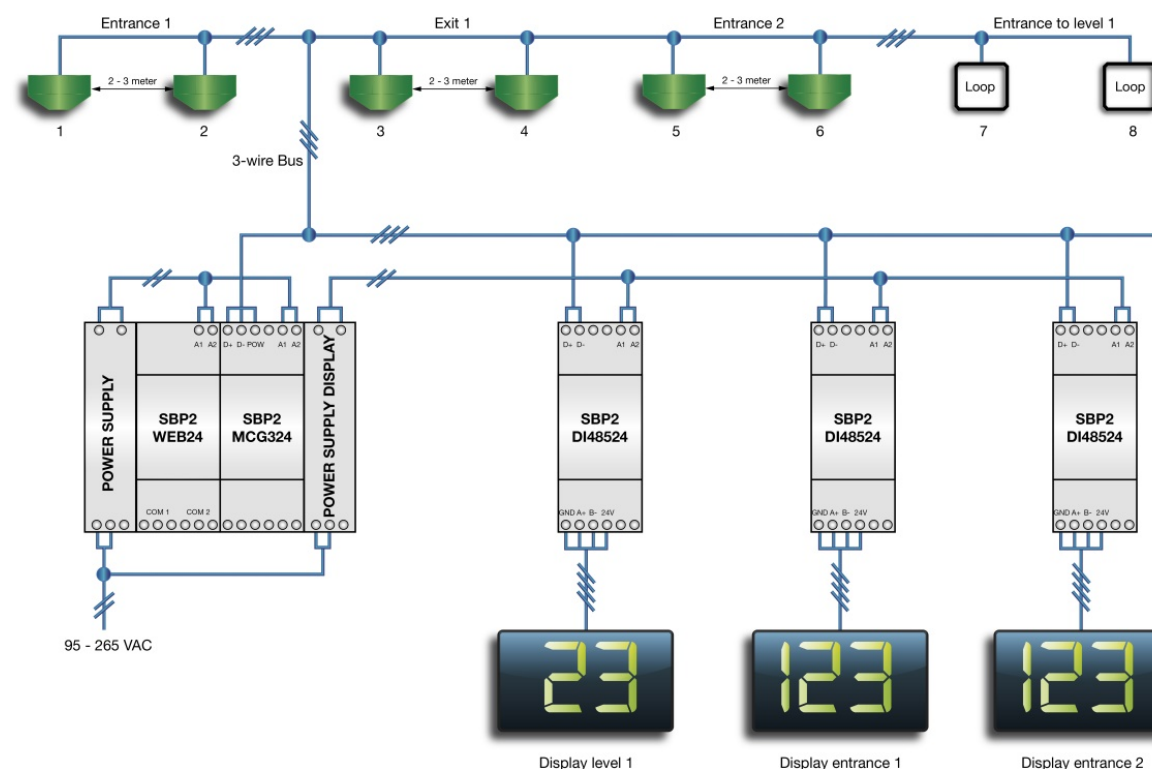 Entrance 1
Exit 1
Entrance 2
Entrance to level 1
2 - 3 meter
2 - 3 meter
2 - 3 meter
Loop
Loop
1
2
3
4
5
6
7
8
3-wire Bus
A1 A2
D+ D- POW
A1 A2
D+ D-
A1 A2
D+ D-
A1 A2
D+ D-
A1 A2
POWER SUPPLY
SBP2
WEB24
SBP2
MCG324
POWER SUPPLY DISPLAY
SBP2
DI48524
SBP2
DI48524
SBP2
DI48524
COM 1
COM 2
GND A+ B- 24V
GND A+ B- 24V
GND A+ B- 24V
95 - 265 VAC
23
123
123
Display level 1
Display entrance 1
Display entrance 2